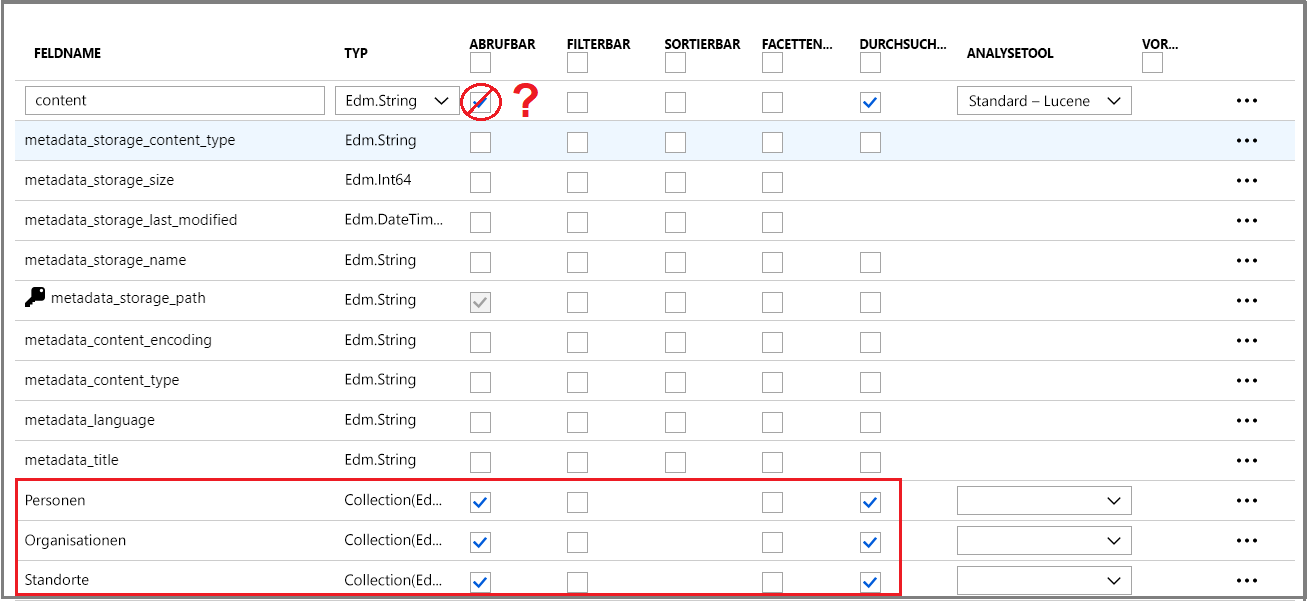 FELDNAME TYP ABRUFBAR FILTERBAR SORTIERBAR FACETTEN... DURCHSUCH... ANALYSETOOL VOR...
content Edm.String ? Standard – Lucene
metadata_storage_content_type Edm.String
metadata_storage_size Edm.Int64
metadata_storage_last_modified Edm.DateTim...
metadata_storage_name Edm.String
metadata_storage_path Edm.String
metadata_content_encoding Edm.String
metadata_content_type Edm.String
metadata_language Edm.String
metadata_title Edm.String
Personen Collection(Ed...
Organisationen Collection(Ed...
Standorte Collection(Ed...